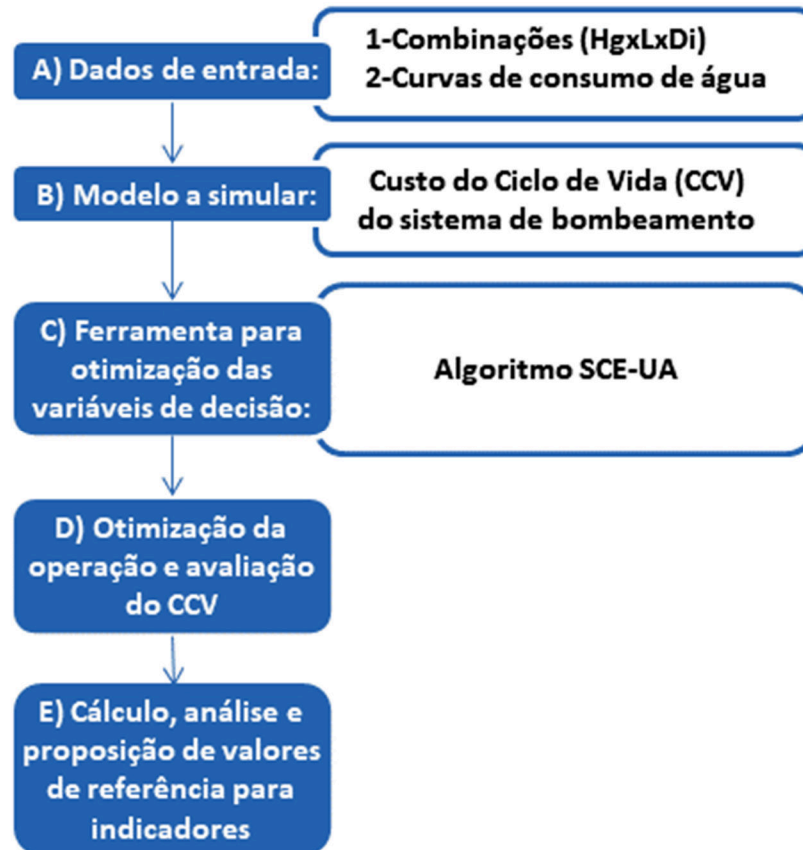 A) Dados de entrada:
1-Combinações (HgxLxDi)
2-Curvas de consumo de água
B) Modelo a simular:
Custo do Ciclo de Vida (CCV)
do sistema de bombeamento
C) Ferramenta para
otimização das
variáveis de decisão:
Algoritmo SCE-UA
D) Otimização da
operação e avaliação
do CCV
E) Cálculo, análise e
proposição de valores
de referência para
indicadores